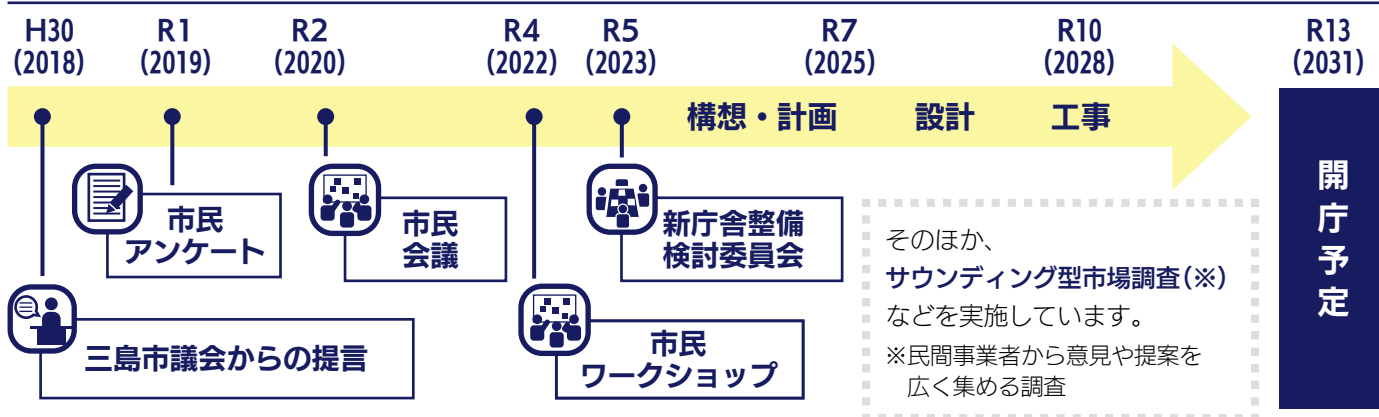 H30 R1 R2 R4 R5 R7 R10 R13
(2018) (2019) (2020) (2022) (2023) (2025) (2028) (2031)
構想・計画 設計 工事
市民
アンケート
市民
会議
新庁舎整備
検討委員会
三島市議会からの提言
市民
ワークショップ
そのほか、
サウンディング型市場調査(※)
などを実施しています。
※民間事業者から意見や提案を
広く集める調査
開庁予定